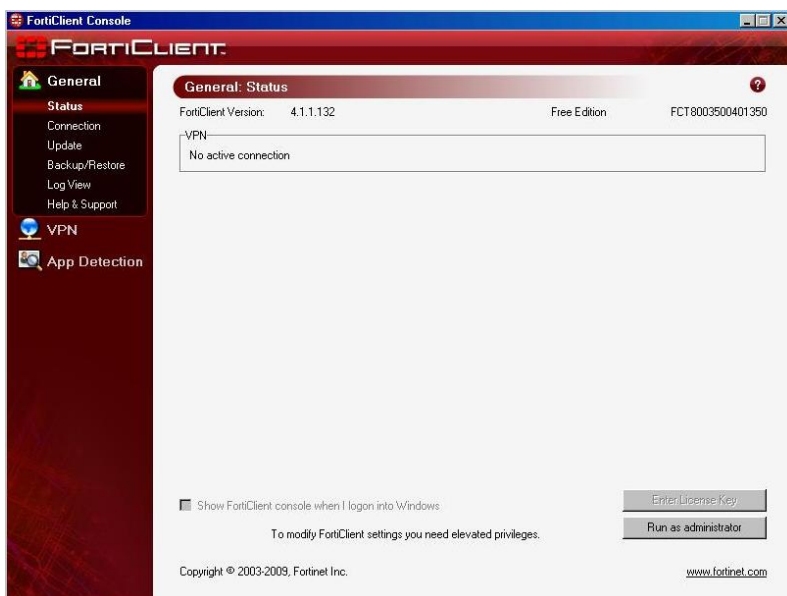 FortiClient Console
FORTICLIENT
General
Status
Connection
Update
Backup/Restore
Log View
Help & Support
VPN
App Detection
General: Status
?
FortiClient Version: 4.1.1.132 Free Edition FCT8003500401350
VPN
No active connection
Show FortiClient console when I logon into Windows
Enter License Key
To modify FortiClient settings you need elevated privileges.
Run as administrator
Copyright © 2003-2009, Fortinet Inc. www.fortinet.com